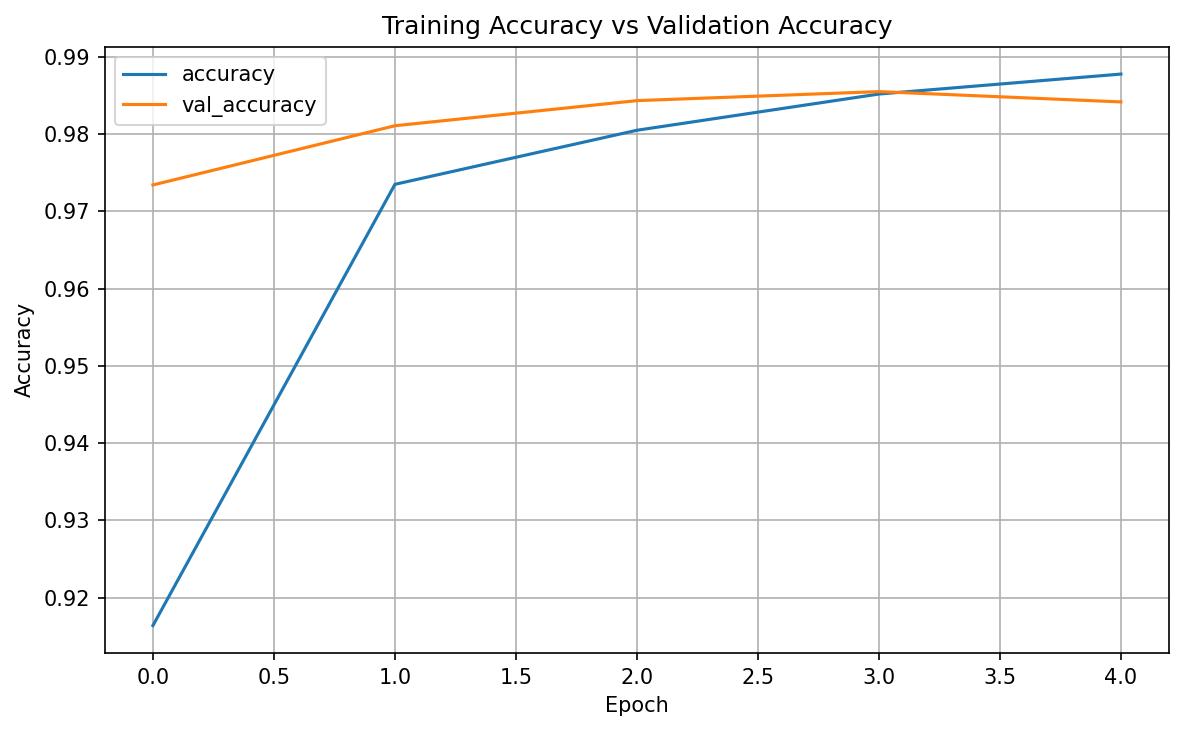 Training Accuracy vs Validation Accuracy
accuracy
val_accuracy
Accuracy
0.99
0.98
0.97
0.96
0.95
0.94
0.93
0.92
0.0 0.5 1.0 1.5 2.0 2.5 3.0 3.5 4.0
Epoch